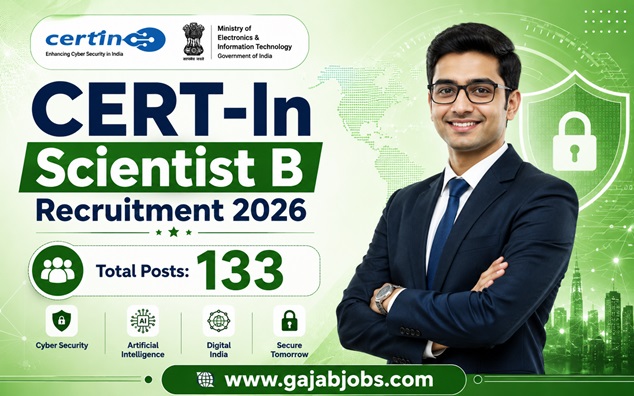 certin
Enhancing Cyber Security in India
Ministry of
Electronics &
Information Technology
Government of India
CERT-In
Scientist B
Recruitment 2026
Total Posts: 133
Cyber Security
Artificial
Intelligence
Digital
India
Secure
Tomorrow
AI
www.gajabjobs.com